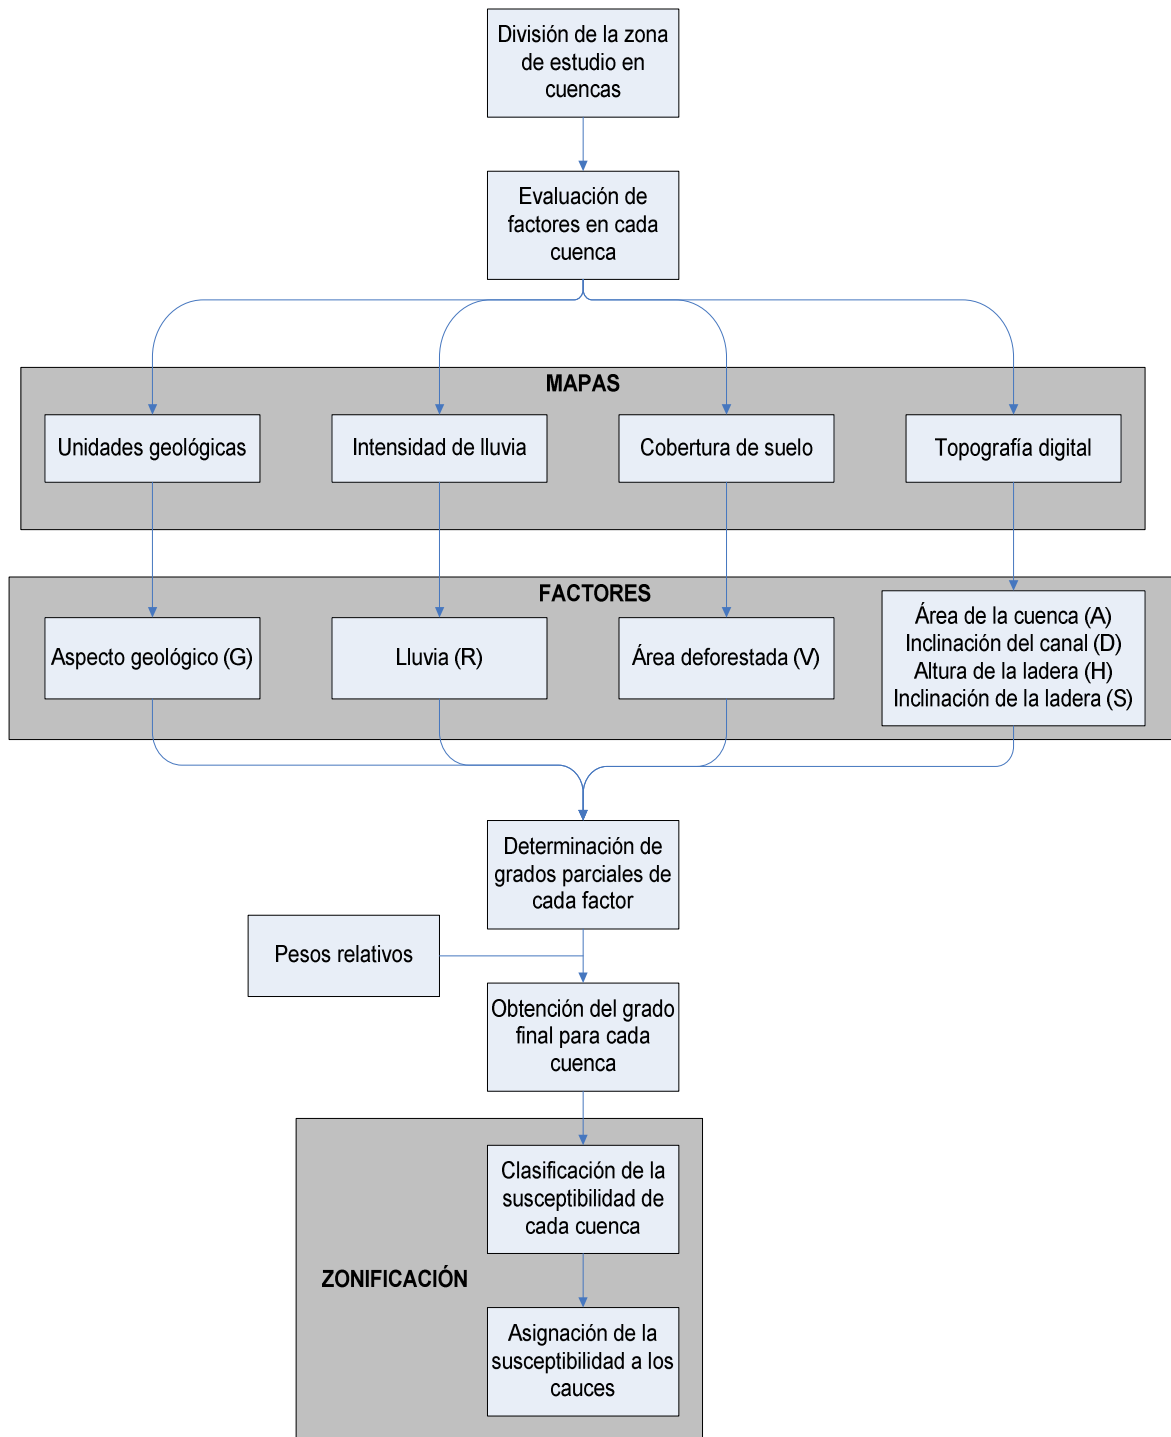 División de la zona
de estudio en
cuencas
Evaluación de
factores en cada
cuenca
MAPAS
Unidades geológicas
Intensidad de lluvia
Cobertura de suelo
Topografía digital
FACTORES
Aspecto geológico (G)
Lluvia (R)
Área deforestada (V)
Área de la cuenca (A)
Inclinación del canal (D)
Altura de la ladera (H)
Inclinación de la ladera (S)
Determinación de
grados parciales de
cada factor
Pesos relativos
Obtención del grado
final para cada
cuenca
Clasificación de la
susceptibilidad de
cada cuenca
ZONIFICACIÓN
Asignación de la
susceptibilidad a los
cauces